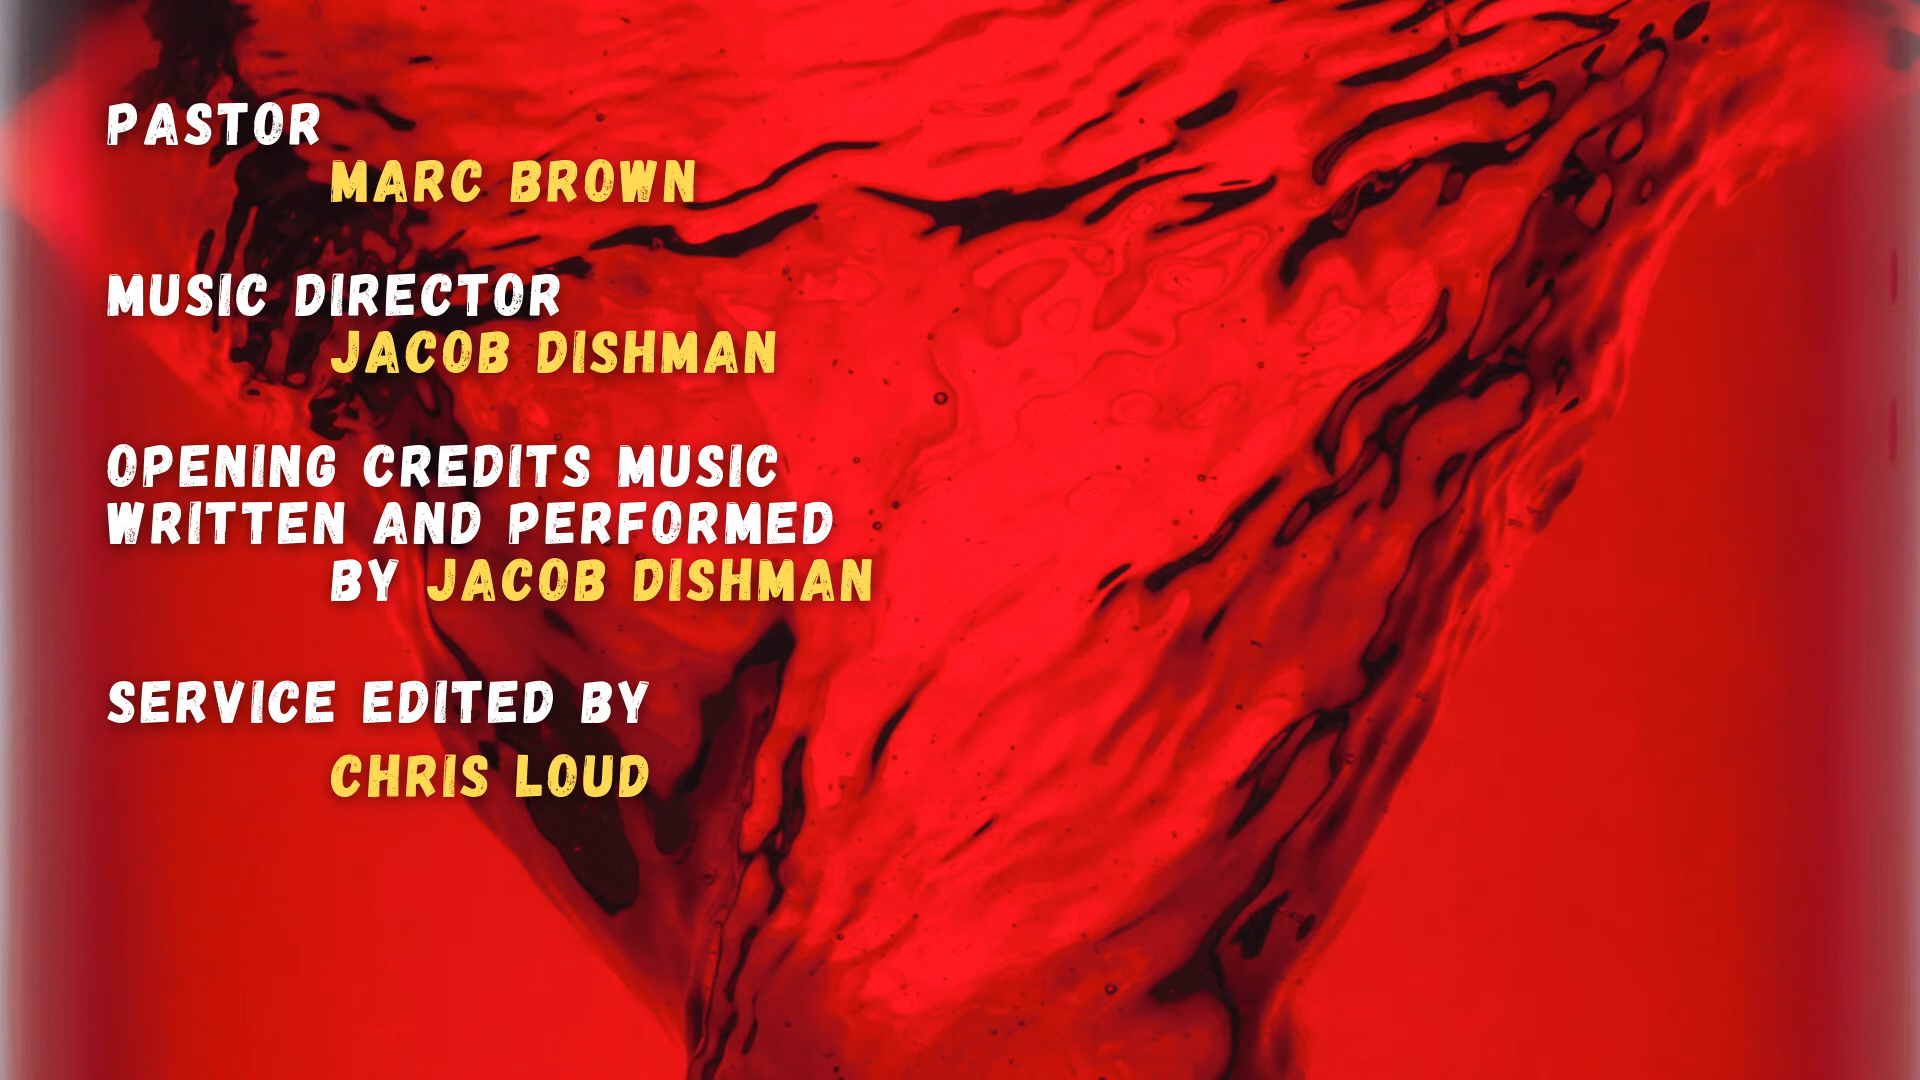 PASTOR
MARC BROWN
MUSIC DIRECTOR
JACOB DISHMAN
OPENING CREDITS MUSIC
WRITTEN AND PERFORMED
BY JACOB DISHMAN
SERVICE EDITED BY
CHRIS LOUD